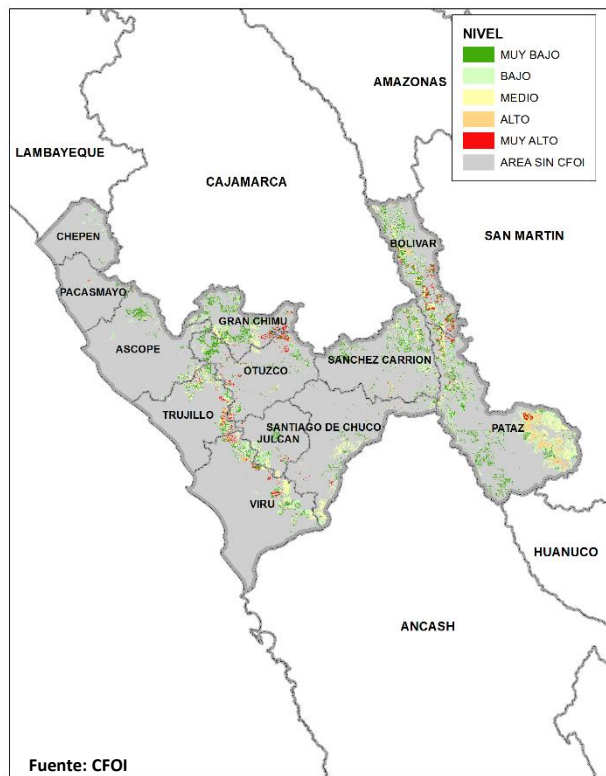 NIVEL
MUY BAJO
BAJO
MEDIO
ALTO
MUY ALTO
AREA SIN CFOI
AMAZONAS
LAMBAYEQUE
CAJAMARCA
SAN MARTIN
CHEPEN
BOLIVAR
PACASMAYO
GRAN CHIMU
ASCOPE
SANCHEZ CARRION
OTUZCO
TRUJILLO
SANTIAGO DE CHUCO
JULCAN
PATAZ
VIRU
HUANUCO
ANCASH
Fuente: CFOI